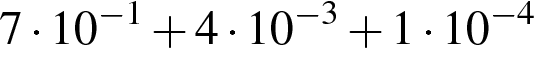 7 · 10⁻¹ + 4 · 10⁻³ + 1 · 10⁻⁴